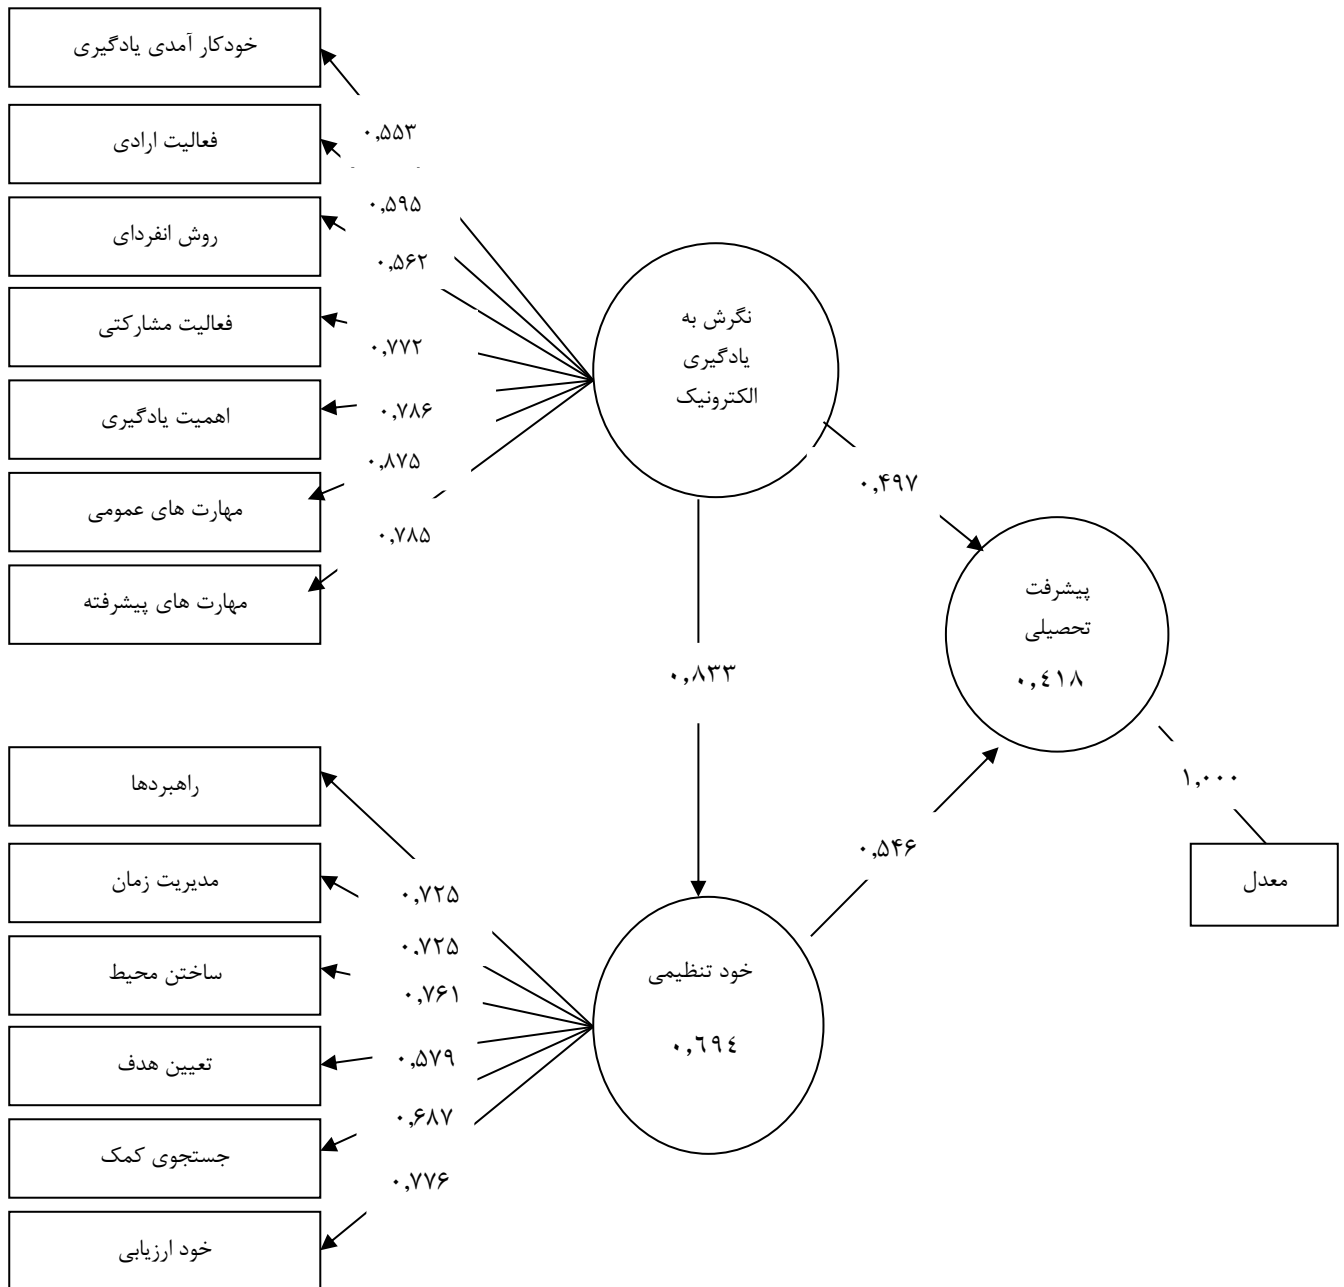 خودکار آمدی یادگیری
فعالیت ارادی
روش انفردای
فعالیت مشارکتی
اهمیت یادگیری
مهارت های عمومی
مهارت های پیشرفته
۰,۵۵۳
۰,۵۹۵
۰,۵۶۲
۰,۷۷۲
۰,۷۸۶
۰,۸۷۵
۰,۷۸۵
نگرش به
یادگیری
الکترونیک
۰,۴۹۷
۰,۸۳۳
پیشرفت
تحصیلی
۰,٤١٨
۱,۰۰۰
معدل
۰,۵۴۶
راهبردها
مدیریت زمان
ساختن محیط
تعیین هدف
جستجوی کمک
خود ارزیابی
۰,۷۲۵
۰,۷۲۵
۰,۷۶۱
۰,۵۷۹
۰,۶۸۷
۰,۷۷۶
خود تنظیمی
۰,٦٩٤